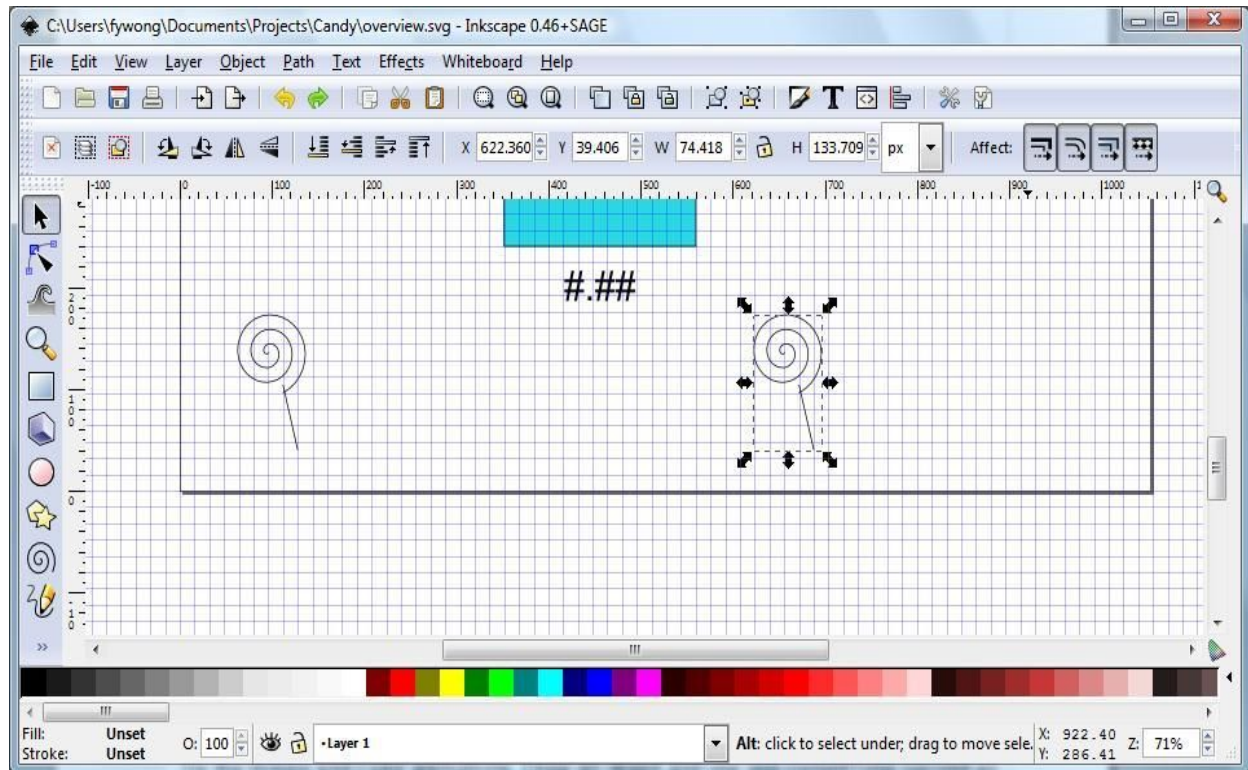 C:\Users\fywong\Documents\Projects\Candy\overview.svg - Inkscape 0.46+SAGE
File Edit View Layer Object Path Text Effects Whiteboard Help
X 622.360 Y 39.406 W 74.418 H 133.709 px Affect:
-100 0 100 200 300 400 500 600 700 800 900 1000
#.##
200
100
0
Fill: Unset
Stroke: Unset
O: 100
•Layer 1
Alt: click to select under; drag to move sele.
X: 922.40
Y: 286.41
Z: 71%